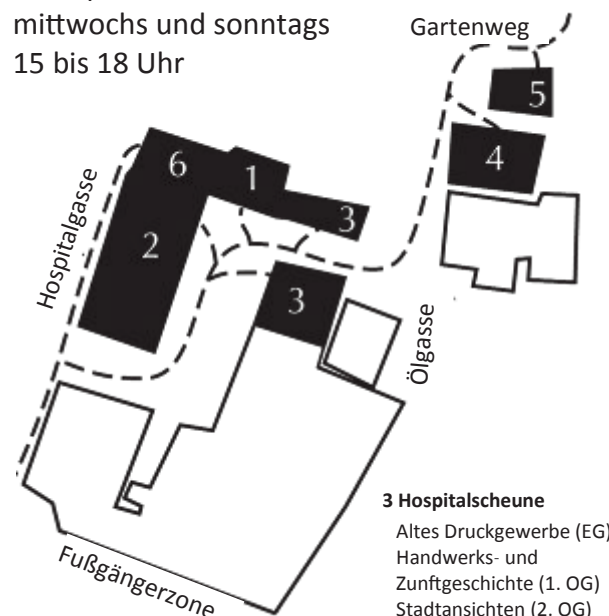 mittwochs und sonntags
15 bis 18 Uhr
Gartenweg
5
4
6
1
3
2
3
Hospitalgasse
Ölgasse
Fußgängerzone
3 Hospitalscheune
Altes Druckgewerbe (EG)
Handwerks- und
Zunftgeschichte (1. OG)
Stadtansichten (2. OG)